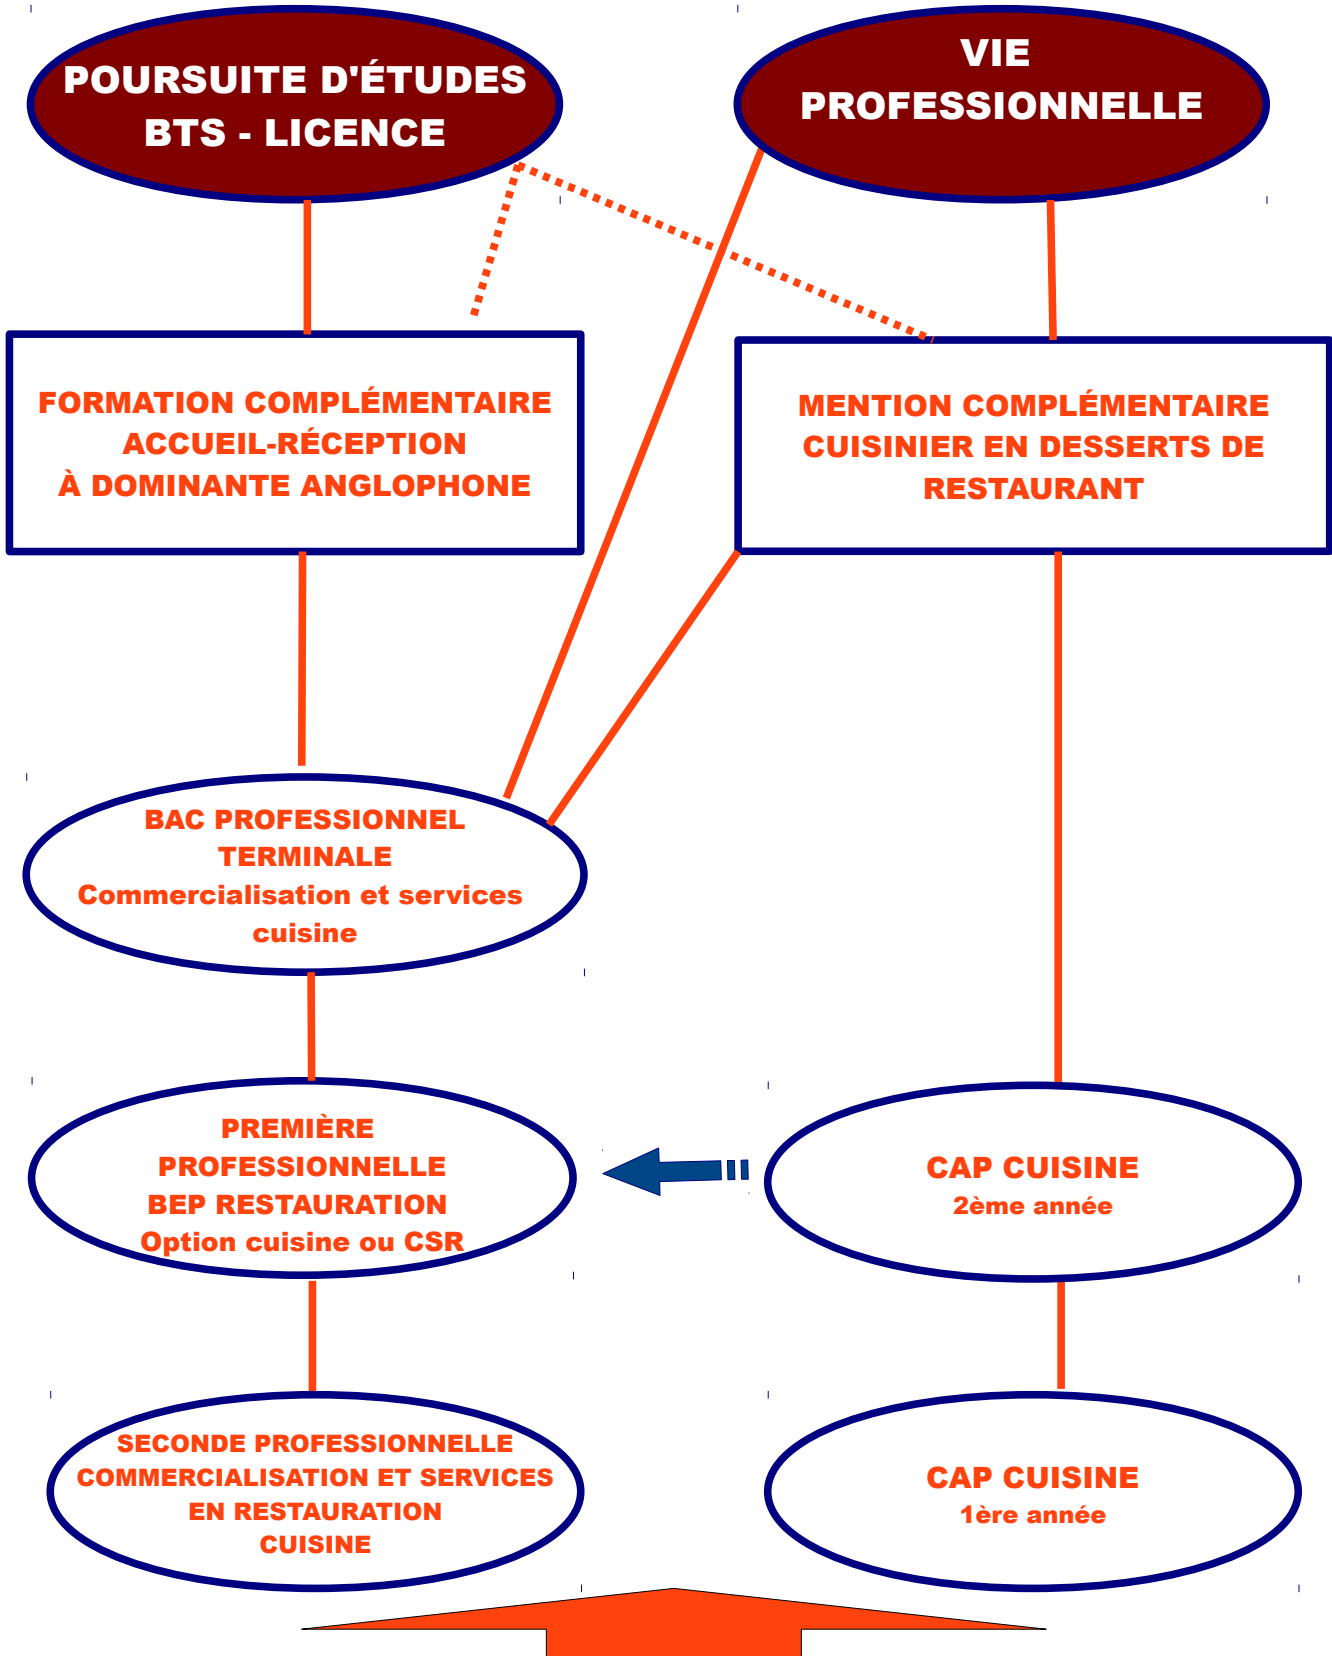 POURSUITE D'ÉTUDES
BTS - LICENCE
VIE
PROFESSIONNELLE
FORMATION COMPLÉMENTAIRE
ACCUEIL-RÉCEPTION
À DOMINANTE ANGLOPHONE
MENTION COMPLÉMENTAIRE
CUISINIER EN DESSERTS DE
RESTAURANT
BAC PROFESSIONNEL
TERMINALE
Commercialisation et services
cuisine
PREMIÈRE
PROFESSIONNELLE
BEP RESTAURATION
Option cuisine ou CSR
CAP CUISINE
2ème année
SECONDE PROFESSIONNELLE
COMMERCIALISATION ET SERVICES
EN RESTAURATION
CUISINE
CAP CUISINE
1ère année